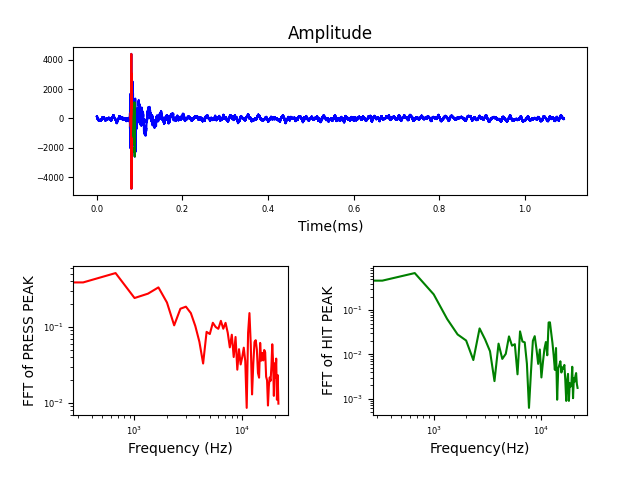 Amplitude
4000
2000
0
−2000
−4000
0.0 0.2 0.4 0.6 0.8 1.0
Time(ms)
FFT of PRESS PEAK
10⁻¹
10⁻²
10³ 10⁴
Frequency (Hz)
FFT of HIT PEAK
10⁻¹
10⁻²
10⁻³
10³ 10⁴
Frequency(Hz)